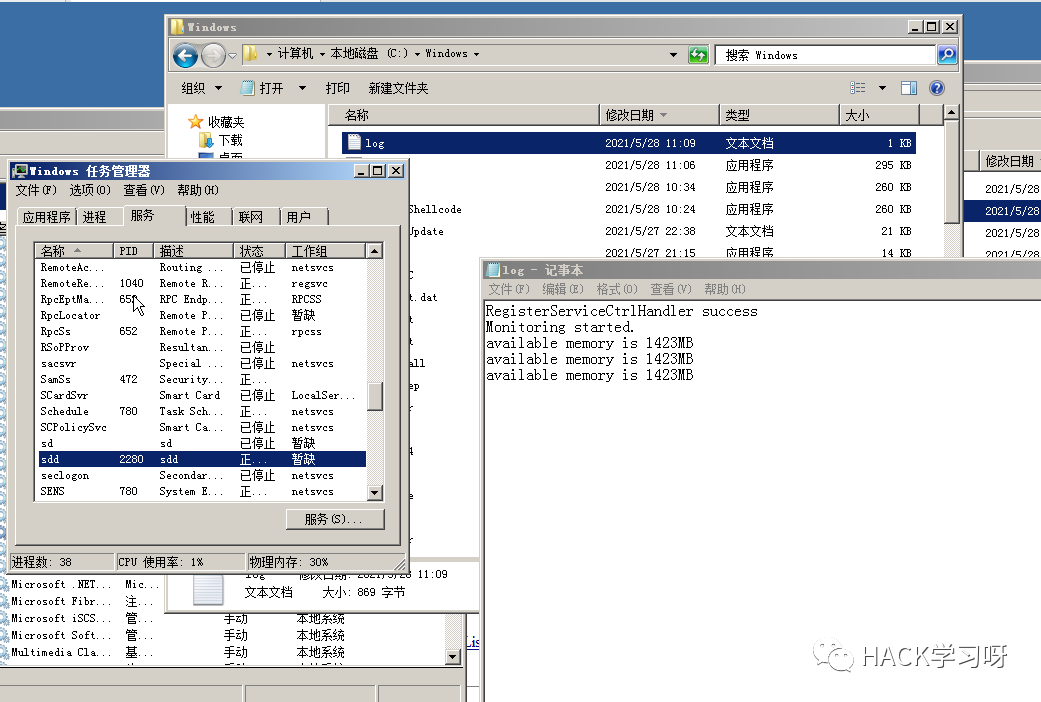 Windows
计算机 本地磁盘 (C:) Windows
搜索 Windows
组织 打开 打印 新建文件夹
收藏夹
下载
桌面
名称 修改日期 类型 大小
log 2021/5/28 11:09 文本文档 1 KB
2021/5/28 11:06 应用程序 295 KB
2021/5/28 10:34 应用程序 260 KB
Shellcode 2021/5/28 10:24 应用程序 260 KB
Update 2021/5/27 22:38 文本文档 21 KB
2021/5/27 21:15 应用程序 14 KB
修改日期
2021/5/28
2021/5/28
2021/5/28
2021/5/28
Windows 任务管理器
文件(F) 选项(O) 查看(V) 帮助(H)
应用程序 进程 服务 性能 联网 用户
名称 PID 描述 状态 工作组
RemoteAc... Routing ... 已停止 netsvcs
RemoteRe... 1040 Remote R... 正... regsvc
RpcEptMa... 652 RPC Endp... 正... RPCSS
RpcLocator Remote P... 已停止 暂缺
RpcSs 652 Remote P... 正... rpcss
RSoPProv Resultan... 已停止
sacsvr Special ... 已停止 netsvcs
SamSs 472 Security... 正...
SCardSvr Smart Card 已停止 LocalSer...
Schedule 780 Task Sch... 正... netsvcs
SCPolicySvc Smart Ca... 已停止 netsvcs
sd sd 已停止 暂缺
sdd 2280 sdd 正... 暂缺
seclogon Secondar... 已停止 netsvcs
SENS 780 System E... 正... netsvcs
服务(S)...
进程数: 38 CPU 使用率: 1% 物理内存: 30%
log 修改日期: 2021/5/28 11:09
文本文档 大小: 869 字节
Microsoft .NET... Mic...
Microsoft Fibr... 注...
Microsoft iSCS... 管... 手动 本地系统
Microsoft Soft... 管... 手动 本地系统
Multimedia Cla... 基... 手动 本地系统
log - 记事本
文件(F) 编辑(E) 格式(O) 查看(V) 帮助(H)
RegisterServiceCtrlHandler success
Monitoring started.
available memory is 1423MB
available memory is 1423MB
available memory is 1423MB
HACK学习呀